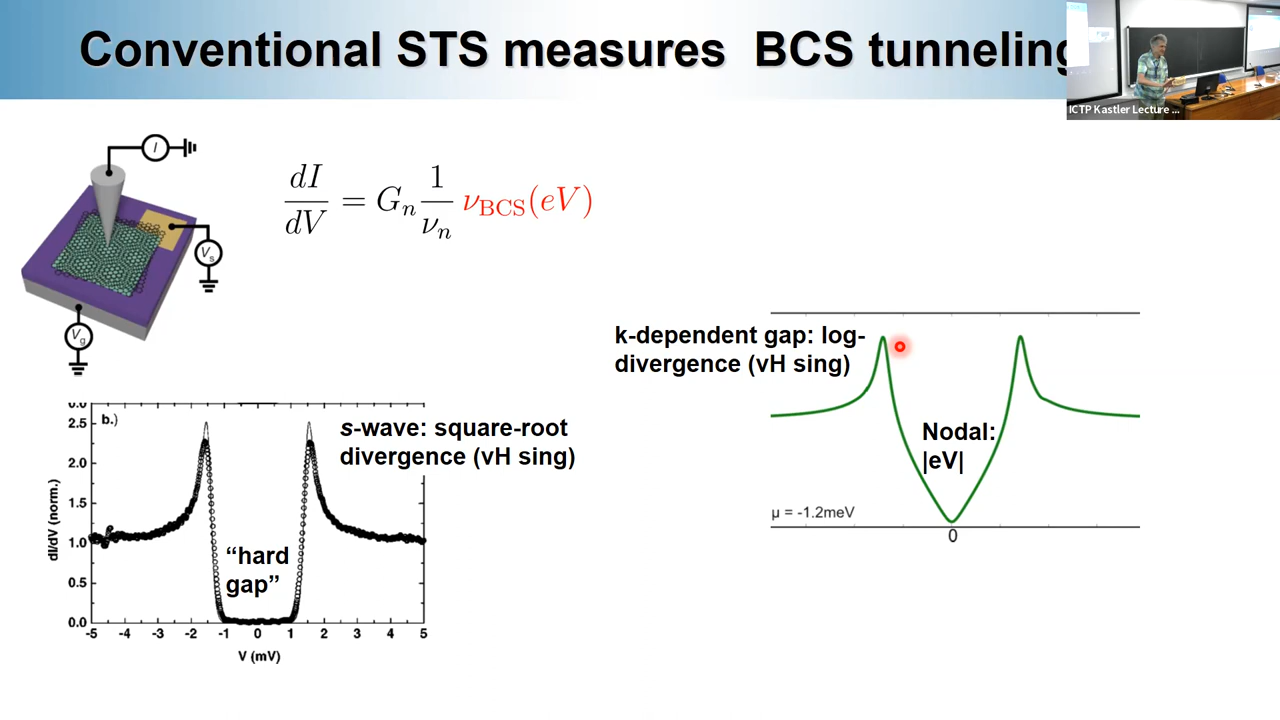 Conventional STS measures BCS tunneling
ICTP Kastler Lecture ...
I
dI/dV = G_n 1/ν_n ν_BCS(eV)
V_s
V_g
k-dependent gap: log-
divergence (vH sing)
Nodal:
|eV|
μ = -1.2meV
0
b.)
s-wave: square-root
divergence (vH sing)
"hard
gap"
dI/dV (norm.)
2.5
2.0
1.5
1.0
0.5
0.0
-5 -4 -3 -2 -1 0 1 2 3 4 5
V (mV)